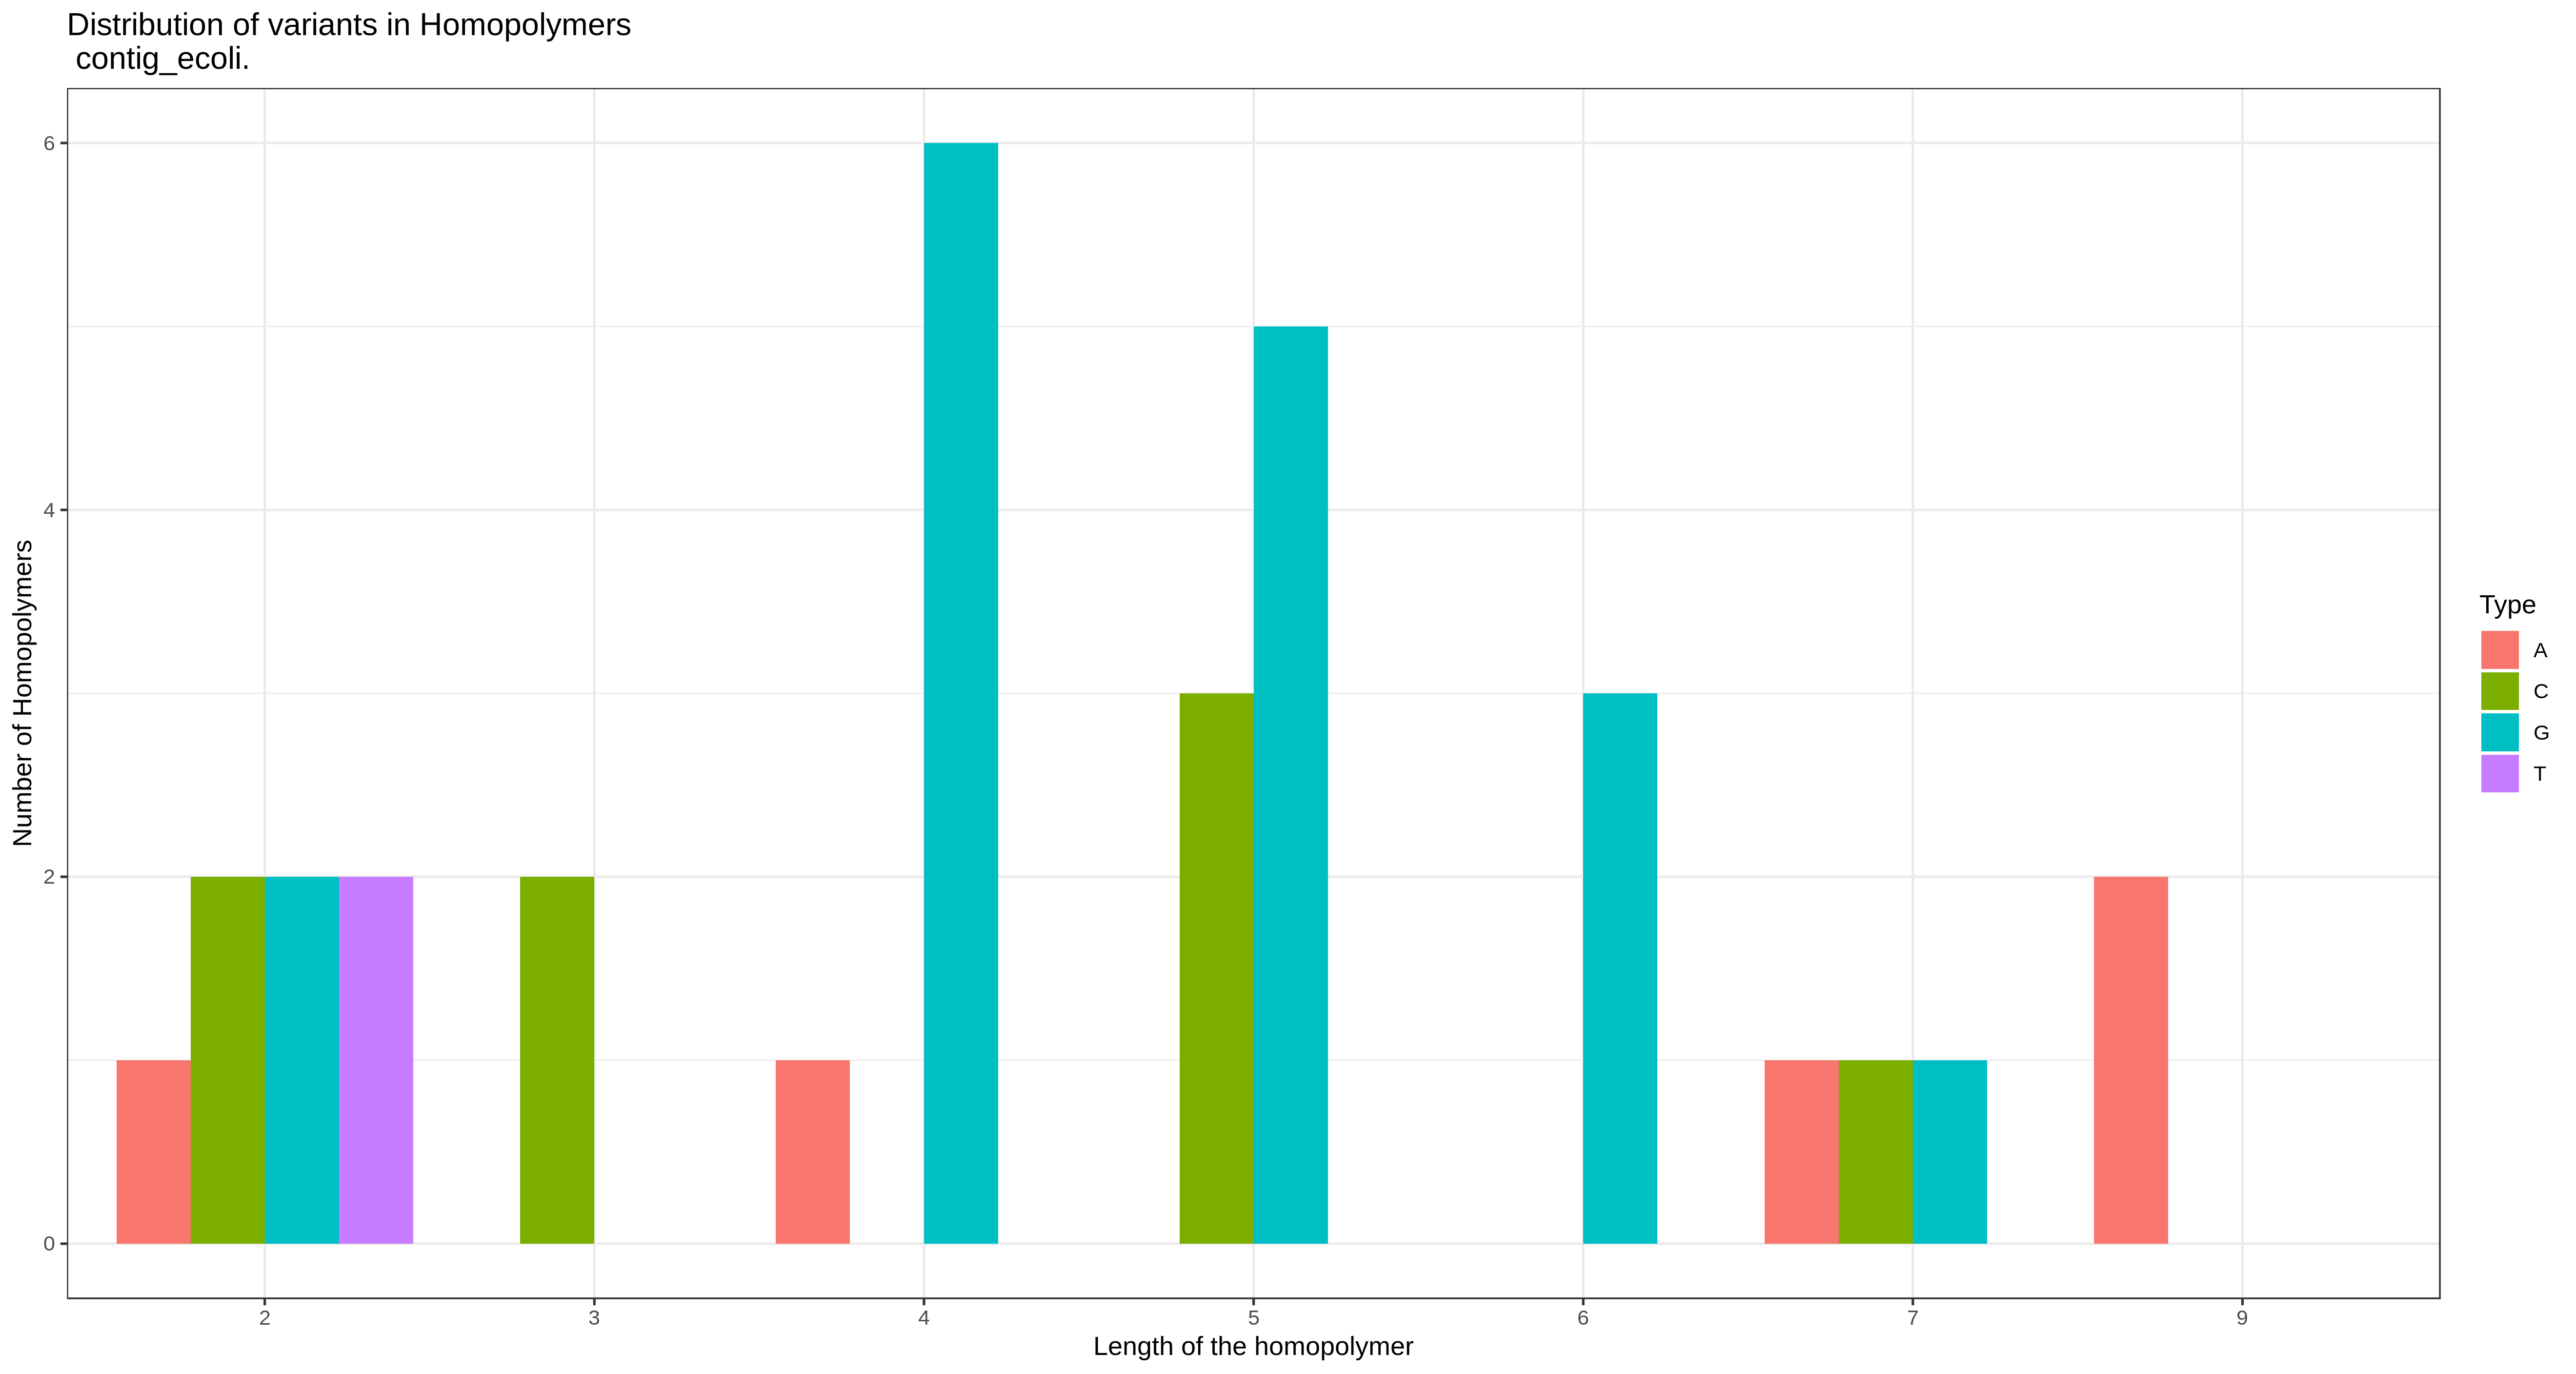 Distribution of variants in Homopolymers
contig_ecoli.
Number of Homopolymers
6
4
2
0
2
3
4
5
6
7
9
Length of the homopolymer
Type
A
C
G
T